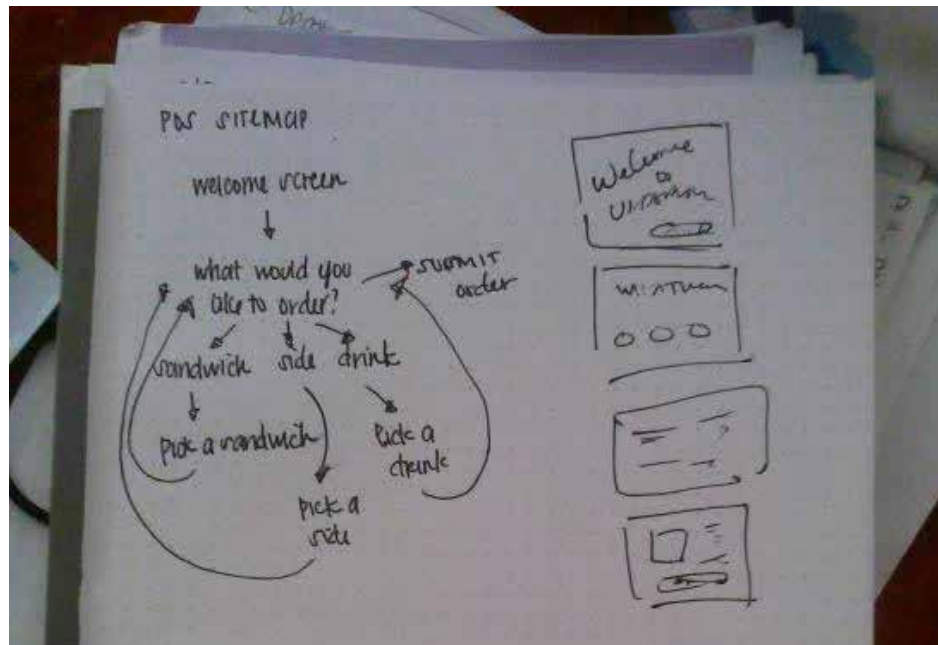 POS SITEMAP
welcome screen
what would you
like to order?
SUBMIT
order
sandwich side drink
pick a sandwich
pick a
drink
pick a
side
Welcome
to